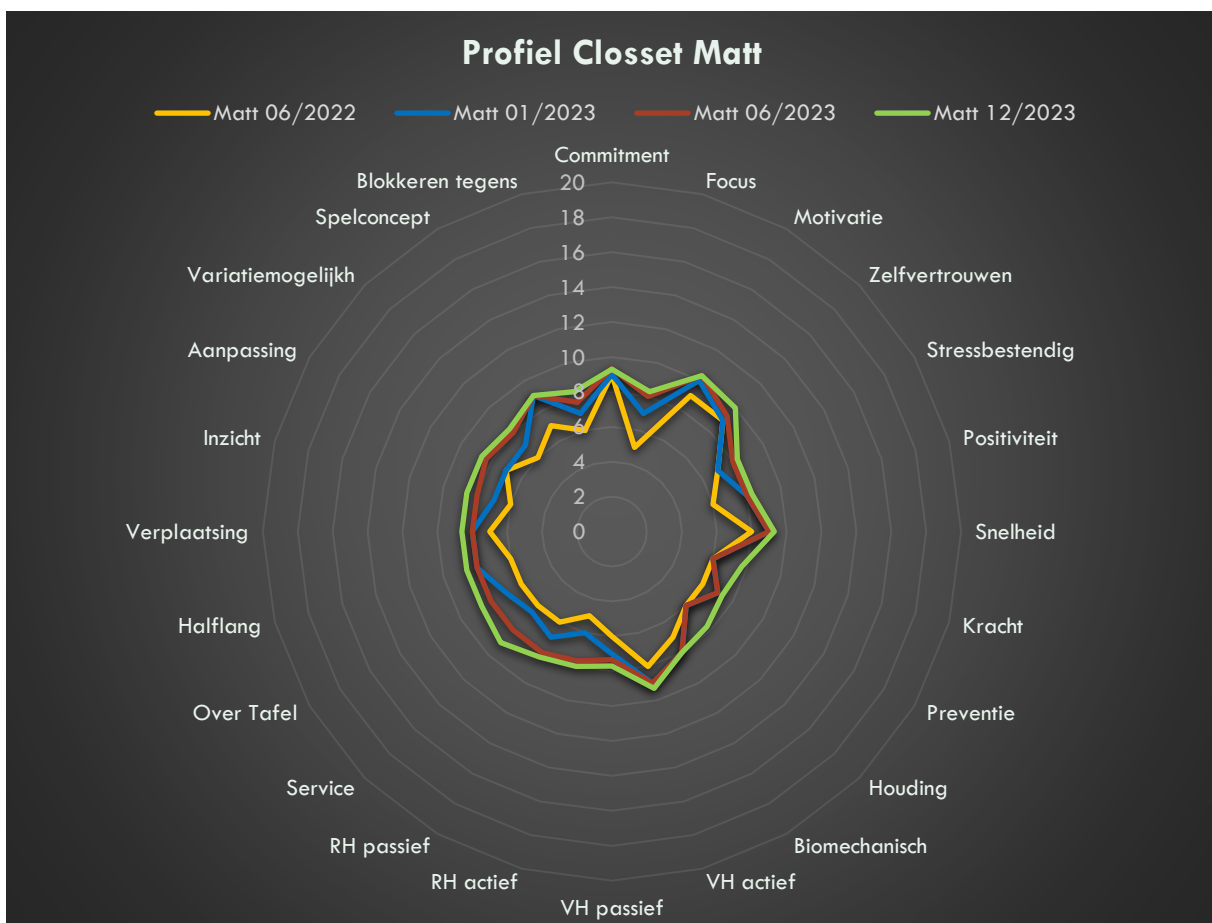 Profiel Closset Matt
Matt 06/2022
Matt 01/2023
Matt 06/2023
Matt 12/2023
Commitment
Focus
Motivatie
Zelfvertrouwen
Stressbestendig
Positiviteit
Snelheid
Kracht
Preventie
Houding
Biomechanisch
VH actief
VH passief
RH actief
RH passief
Service
Over Tafel
Halflang
Verplaatsing
Inzicht
Aanpassing
Variatiemogelijkh
Spelconcept
Blokkeren tegens
20
18
16
14
12
10
8
6
4
2
0